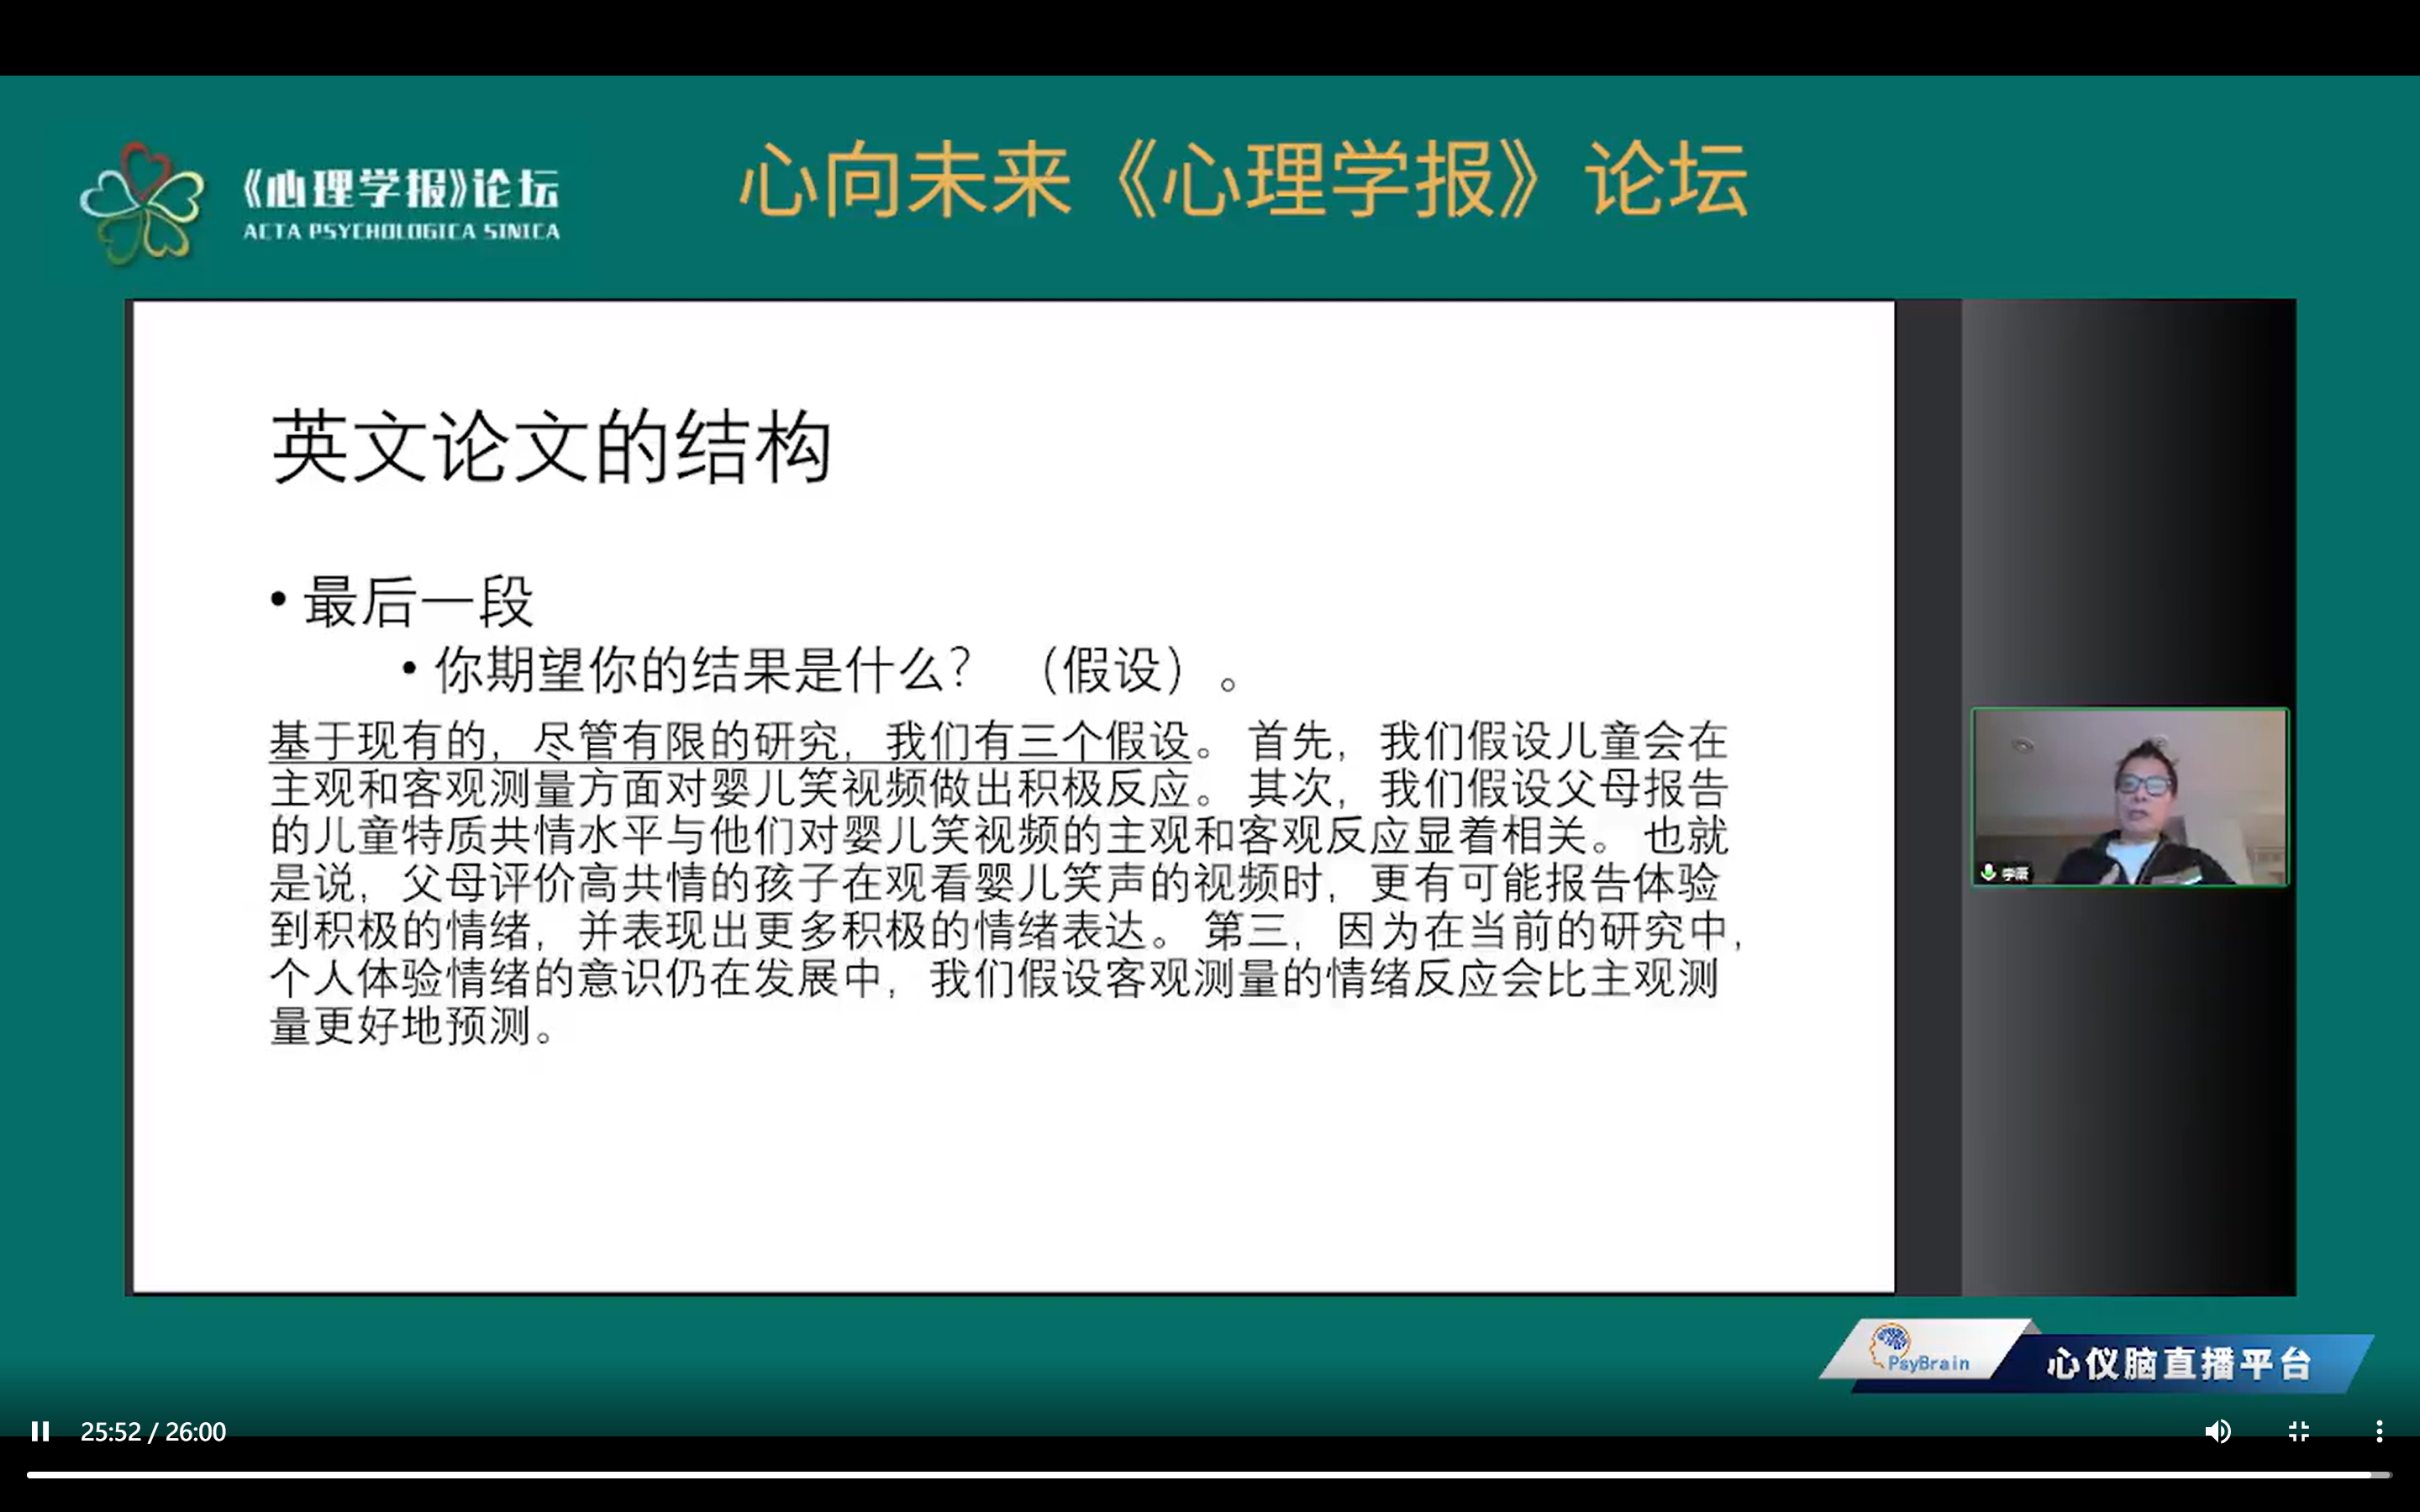 《心理学报》论坛
ACTA PSYCHOLOGICA SINICA
心向未来《心理学报》论坛
英文论文的结构
• 最后一段
• 你期望你的结果是什么？ （假设）。
基于现有的，尽管有限的研究，我们有三个假设。 首先，我们假设儿童会在
主观和客观测量方面对婴儿笑视频做出积极反应。 其次，我们假设父母报告
的儿童特质共情水平与他们对婴儿笑视频的主观和客观反应显着相关。 也就
是说，父母评价高共情的孩子在观看婴儿笑声的视频时，更有可能报告体验
到积极的情绪，并表现出更多积极的情绪表达。 第三，因为在当前的研究中，
个人体验情绪的意识仍在发展中，我们假设客观测量的情绪反应会比主观测
量更好地预测。
PsyBrain
心仪脑直播平台
25:52 / 26:00